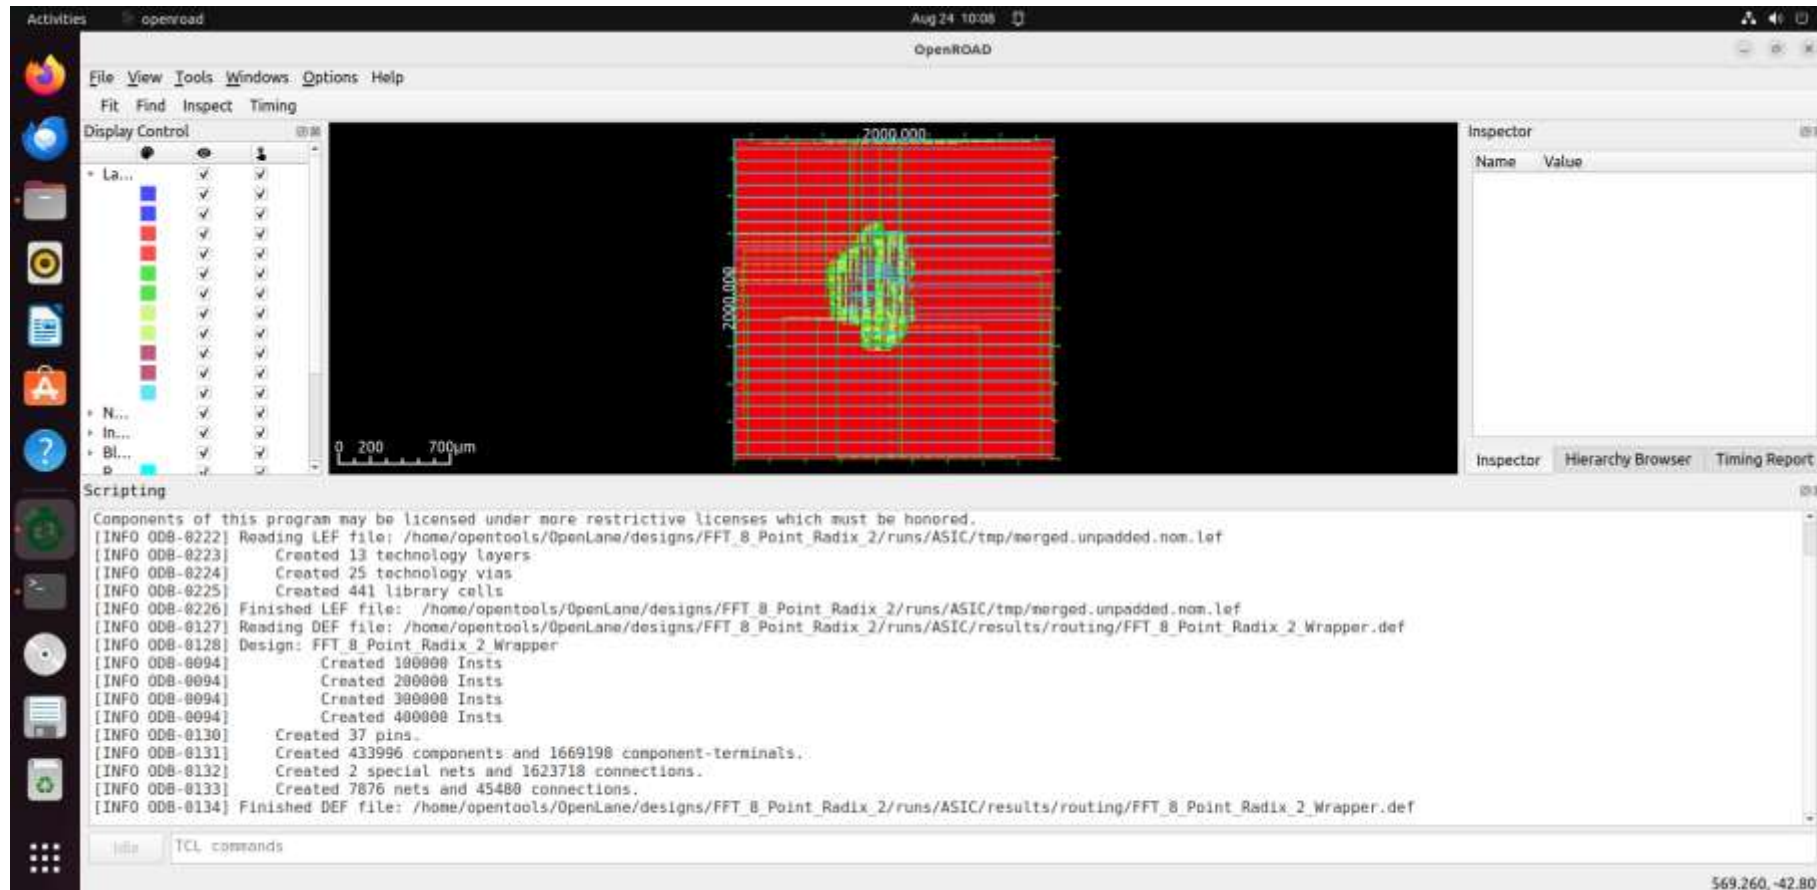 Activities openroad Aug 24 10:08
OpenROAD
File View Tools Windows Options Help
Fit Find Inspect Timing
Display Control
La...
N...
In...
Bl...
2000.000
2000.000
0 200 700μm
Inspector
Name Value
Inspector Hierarchy Browser Timing Report
Scripting
Components of this program may be licensed under more restrictive licenses which must be honored.
[INFO ODB-0222] Reading LEF file: /home/opentools/OpenLane/designs/FFT_8_Point_Radix_2/runs/ASIC/tmp/merged.unpadded.nom.lef
[INFO ODB-0223] Created 13 technology layers
[INFO ODB-0224] Created 25 technology vias
[INFO ODB-0225] Created 441 library cells
[INFO ODB-0226] Finished LEF file: /home/opentools/OpenLane/designs/FFT_8_Point_Radix_2/runs/ASIC/tmp/merged.unpadded.nom.lef
[INFO ODB-0127] Reading DEF file: /home/opentools/OpenLane/designs/FFT_8_Point_Radix_2/runs/ASIC/results/routing/FFT_8_Point_Radix_2_Wrapper.def
[INFO ODB-0128] Design: FFT_8_Point_Radix_2_Wrapper
[INFO ODB-0094] Created 100000 Insts
[INFO ODB-0094] Created 200000 Insts
[INFO ODB-0094] Created 300000 Insts
[INFO ODB-0094] Created 400000 Insts
[INFO ODB-0130] Created 37 pins.
[INFO ODB-0131] Created 433996 components and 1669198 component-terminals.
[INFO ODB-0132] Created 2 special nets and 1623718 connections.
[INFO ODB-0133] Created 7876 nets and 45480 connections.
[INFO ODB-0134] Finished DEF file: /home/opentools/OpenLane/designs/FFT_8_Point_Radix_2/runs/ASIC/results/routing/FFT_8_Point_Radix_2_Wrapper.def
Idle TCL commands
569.260, -42.80